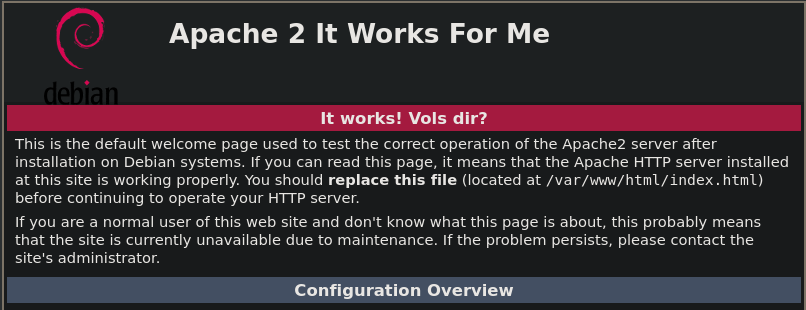 debian
Apache 2 It Works For Me
It works! Vols dir?
This is the default welcome page used to test the correct operation of the Apache2 server after
installation on Debian systems. If you can read this page, it means that the Apache HTTP server installed
at this site is working properly. You should replace this file (located at /var/www/html/index.html)
before continuing to operate your HTTP server.
If you are a normal user of this web site and don't know what this page is about, this probably means
that the site is currently unavailable due to maintenance. If the problem persists, please contact the
site's administrator.
Configuration Overview